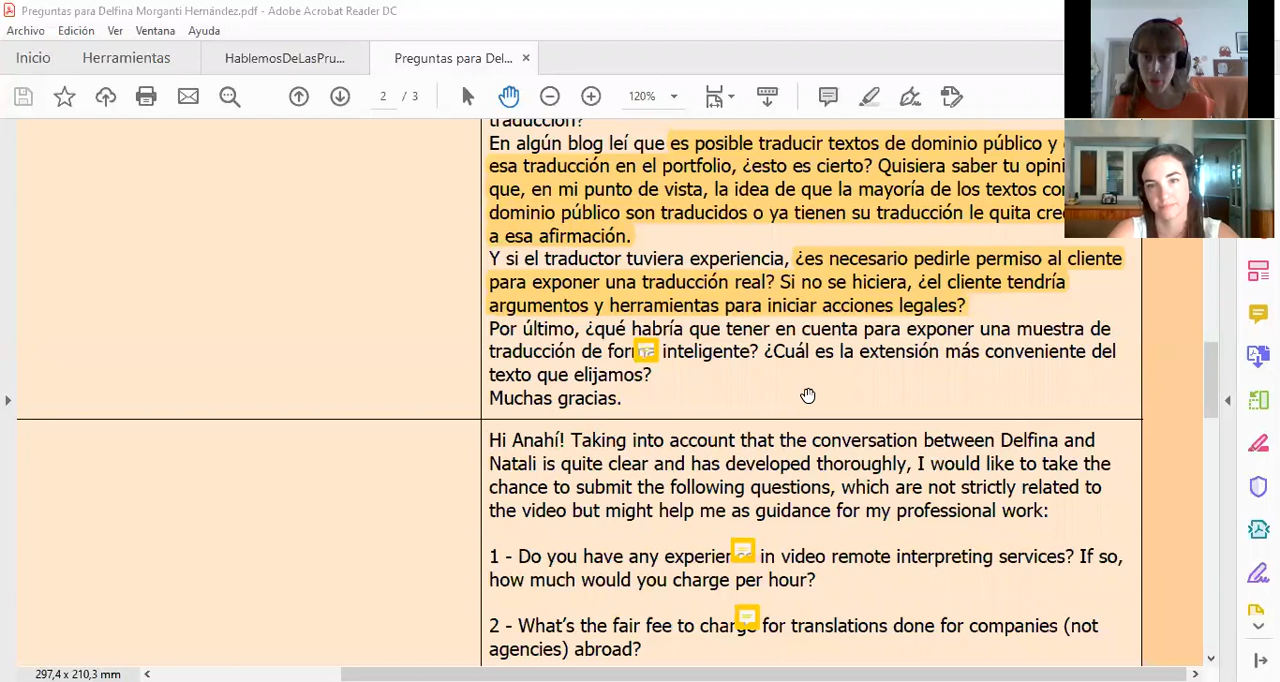 Preguntas para Delfina Morganti Hernández.pdf - Adobe Acrobat Reader DC
Archivo Edición Ver Ventana Ayuda
Inicio Herramientas HablemosDeLasPru... Preguntas para Del... ×
2 / 3 120%
traducción?
En algún blog leí que es posible traducir textos de dominio público y
esa traducción en el portfolio, ¿esto es cierto? Quisiera saber tu opini
que, en mi punto de vista, la idea de que la mayoría de los textos co
dominio público son traducidos o ya tienen su traducción le quita cre
a esa afirmación.
Y si el traductor tuviera experiencia, ¿es necesario pedirle permiso al cliente
para exponer una traducción real? Si no se hiciera, ¿el cliente tendría
argumentos y herramientas para iniciar acciones legales?
Por último, ¿qué habría que tener en cuenta para exponer una muestra de
traducción de forma inteligente? ¿Cuál es la extensión más conveniente del
texto que elijamos?
Muchas gracias.
Hi Anahí! Taking into account that the conversation between Delfina and
Natali is quite clear and has developed thoroughly, I would like to take the
chance to submit the following questions, which are not strictly related to
the video but might help me as guidance for my professional work:
1 - Do you have any experience in video remote interpreting services? If so,
how much would you charge per hour?
2 - What's the fair fee to charge for translations done for companies (not
agencies) abroad?
297,4 x 210,3 mm